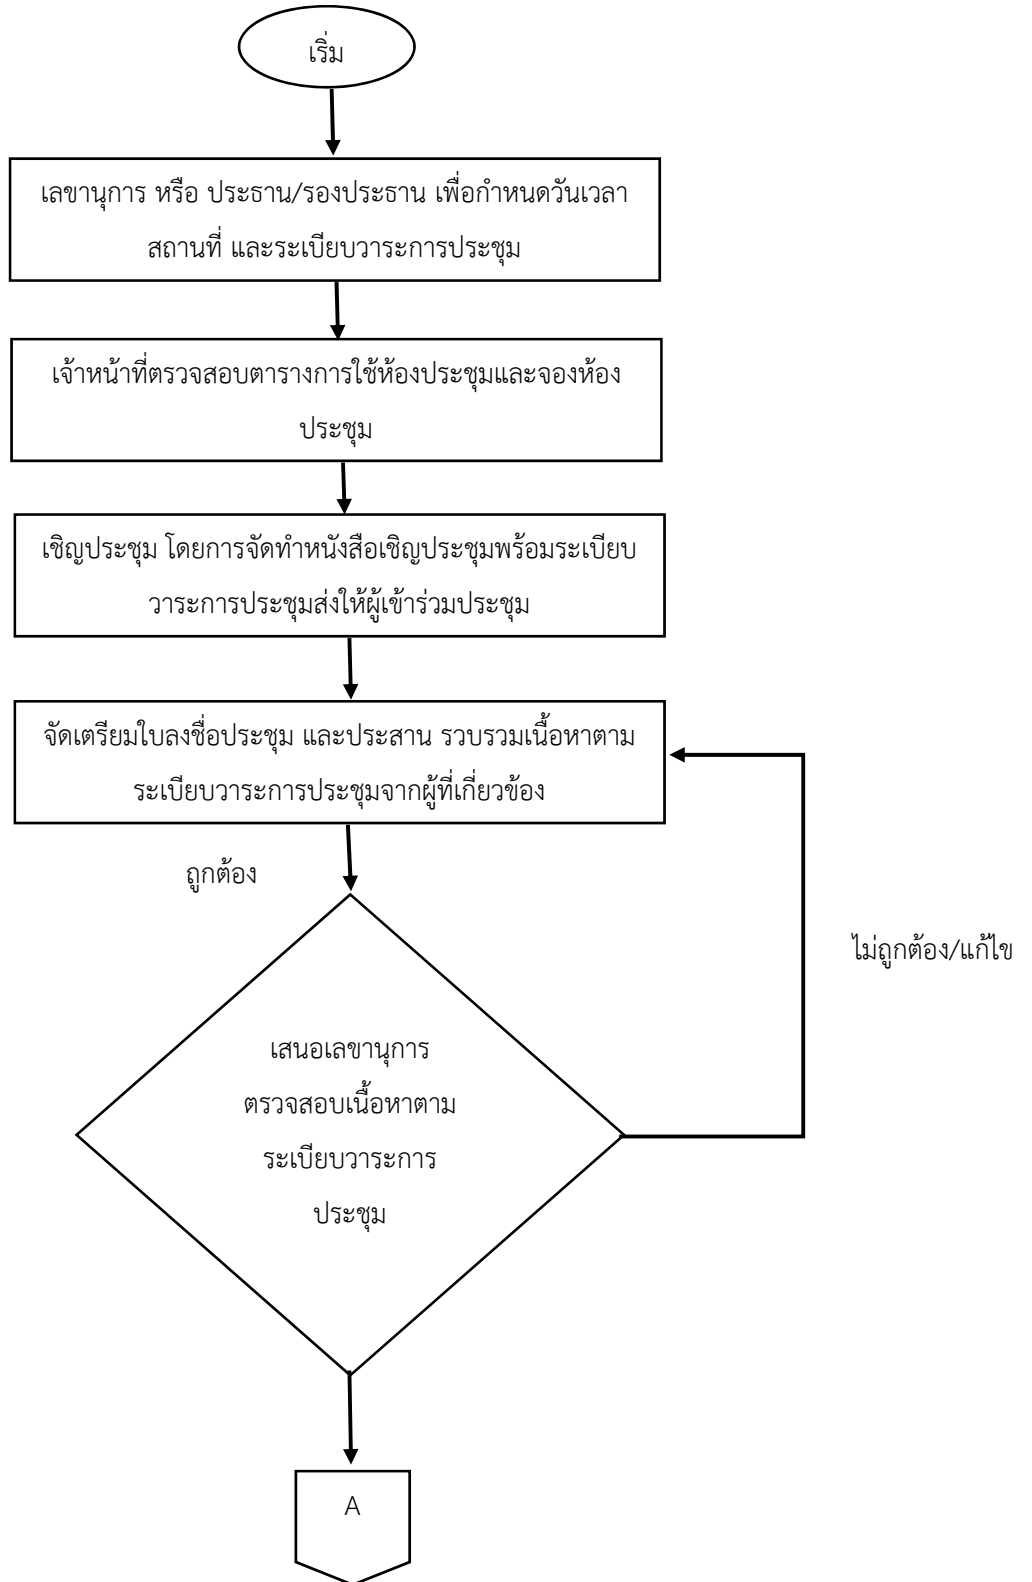 เริ่ม
เลขานุการ หรือ ประธาน/รองประธาน เพื่อกำหนดวันเวลา
สถานที่ และระเบียบวาระการประชุม
เจ้าหน้าที่ตรวจสอบตารางการใช้ห้องประชุมและจองห้อง
ประชุม
เชิญประชุม โดยการจัดทำหนังสือเชิญประชุมพร้อมระเบียบ
วาระการประชุมส่งให้ผู้เข้าร่วมประชุม
จัดเตรียมใบลงชื่อประชุม และประสาน รวบรวมเนื้อหาตาม
ระเบียบวาระการประชุมจากผู้ที่เกี่ยวข้อง
ถูกต้อง
ไม่ถูกต้อง/แก้ไข
เสนอเลขานุการ
ตรวจสอบเนื้อหาตาม
ระเบียบวาระการ
ประชุม
A